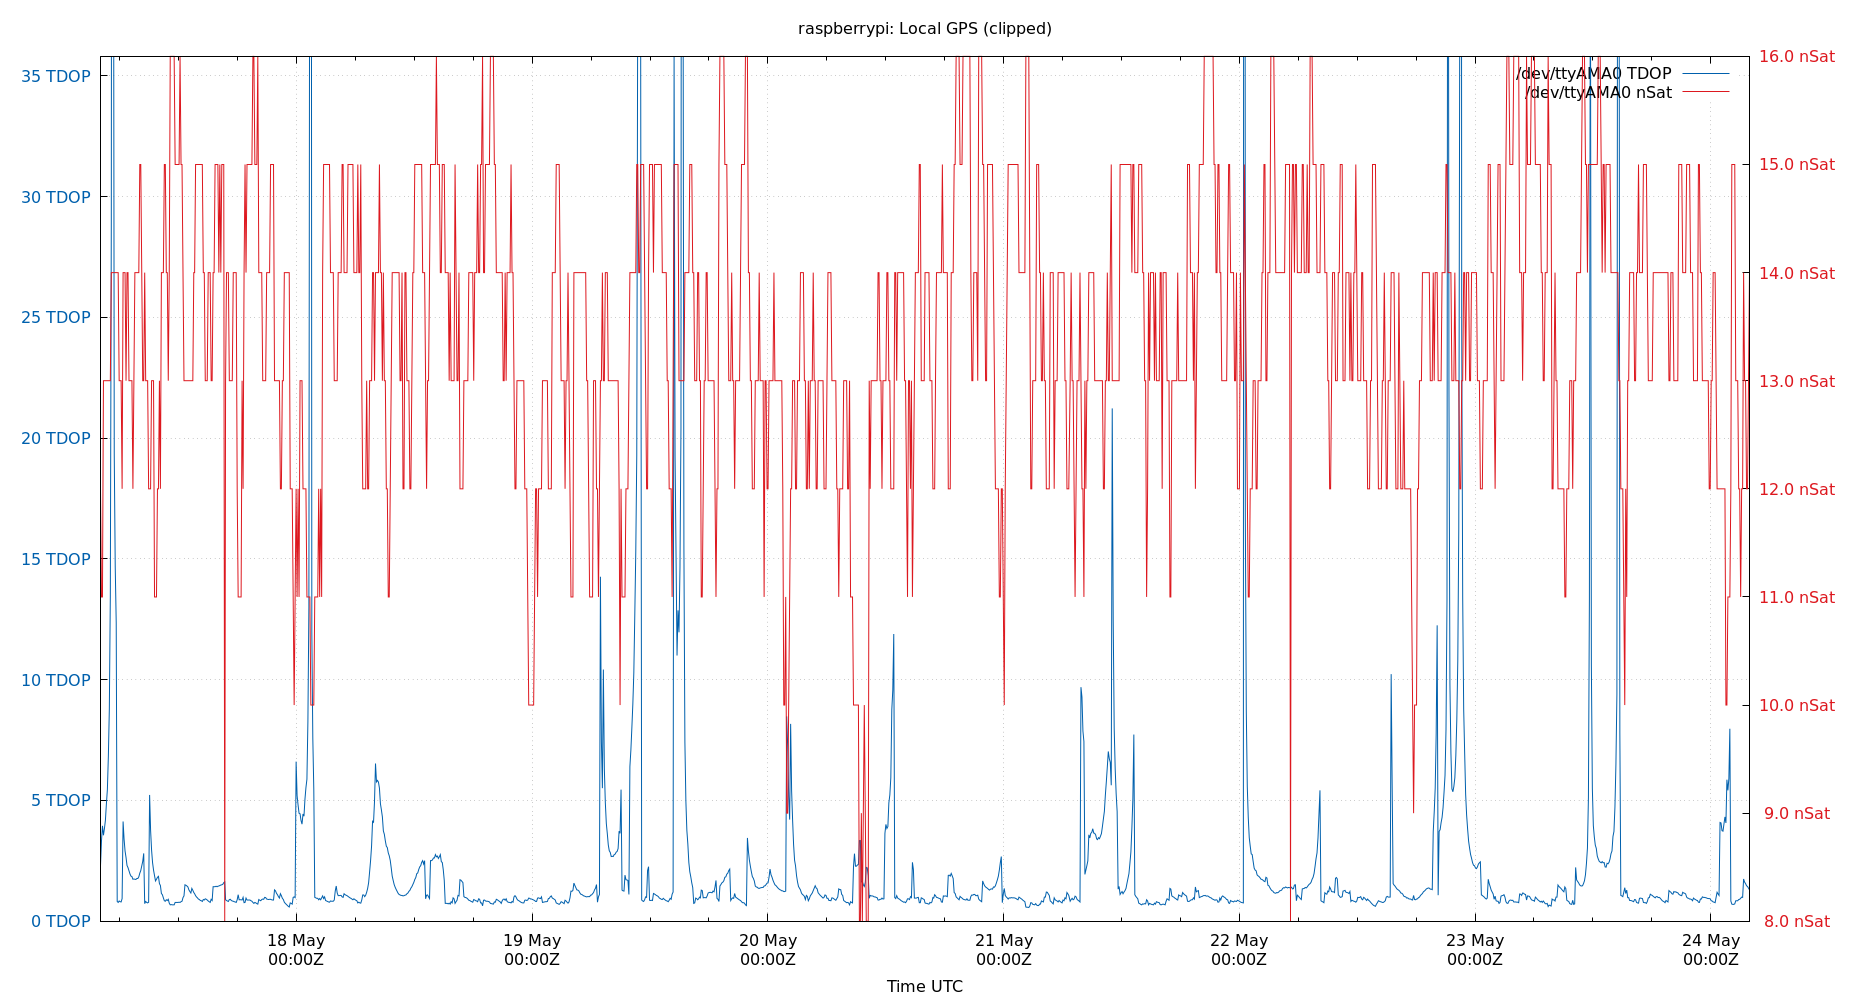 raspberrypi: Local GPS (clipped)
35 TDOP
30 TDOP
25 TDOP
20 TDOP
15 TDOP
10 TDOP
5 TDOP
0 TDOP
16.0 nSat
15.0 nSat
14.0 nSat
13.0 nSat
12.0 nSat
11.0 nSat
10.0 nSat
9.0 nSat
8.0 nSat
/dev/ttyAMA0 TDOP
/dev/ttyAMA0 nSat
18 May
00:00Z
19 May
00:00Z
20 May
00:00Z
21 May
00:00Z
22 May
00:00Z
23 May
00:00Z
24 May
00:00Z
Time UTC